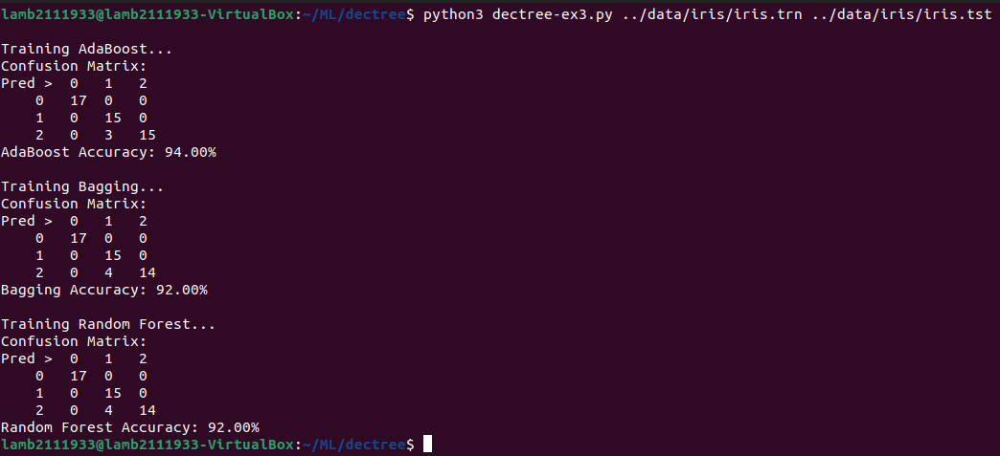 lamb2111933@lamb2111933-VirtualBox:~/ML/dectree$ python3 dectree-ex3.py ../data/iris/iris.trn ../data/iris/iris.tst
Training AdaBoost...
Confusion Matrix:
Pred >  0   1   2
    0   17  0   0
    1   0   15  0
    2   0   3   15
AdaBoost Accuracy: 94.00%
Training Bagging...
Confusion Matrix:
Pred >  0   1   2
    0   17  0   0
    1   0   15  0
    2   0   4   14
Bagging Accuracy: 92.00%
Training Random Forest...
Confusion Matrix:
Pred >  0   1   2
    0   17  0   0
    1   0   15  0
    2   0   4   14
Random Forest Accuracy: 92.00%
lamb2111933@lamb2111933-VirtualBox:~/ML/dectree$